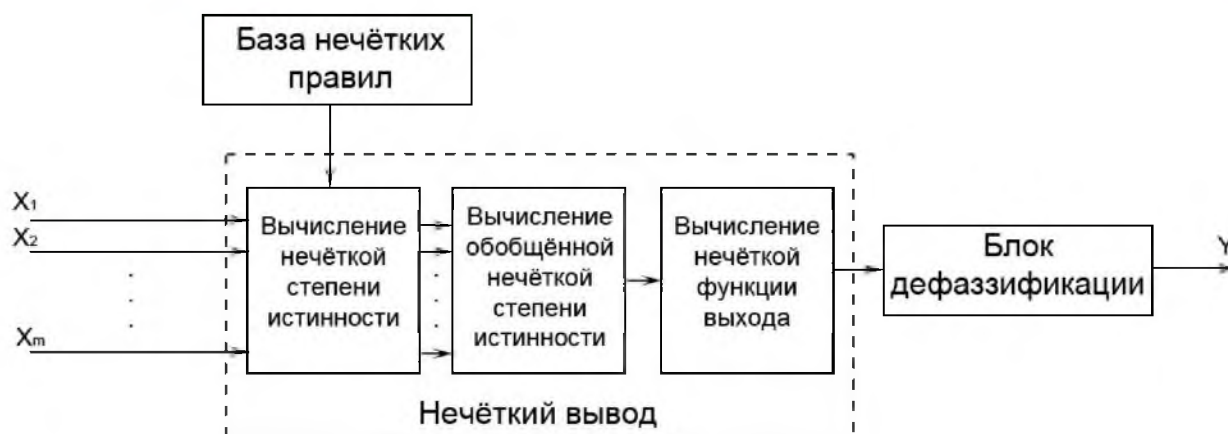 База нечётких
правил
X₁
X₂
Xₘ
Вычисление
нечёткой
степени
истинности
Вычисление
обобщённой
нечёткой
степени
истинности
Вычисление
нечёткой
функции
выхода
Блок
дефаззификации
Y
Нечёткий вывод